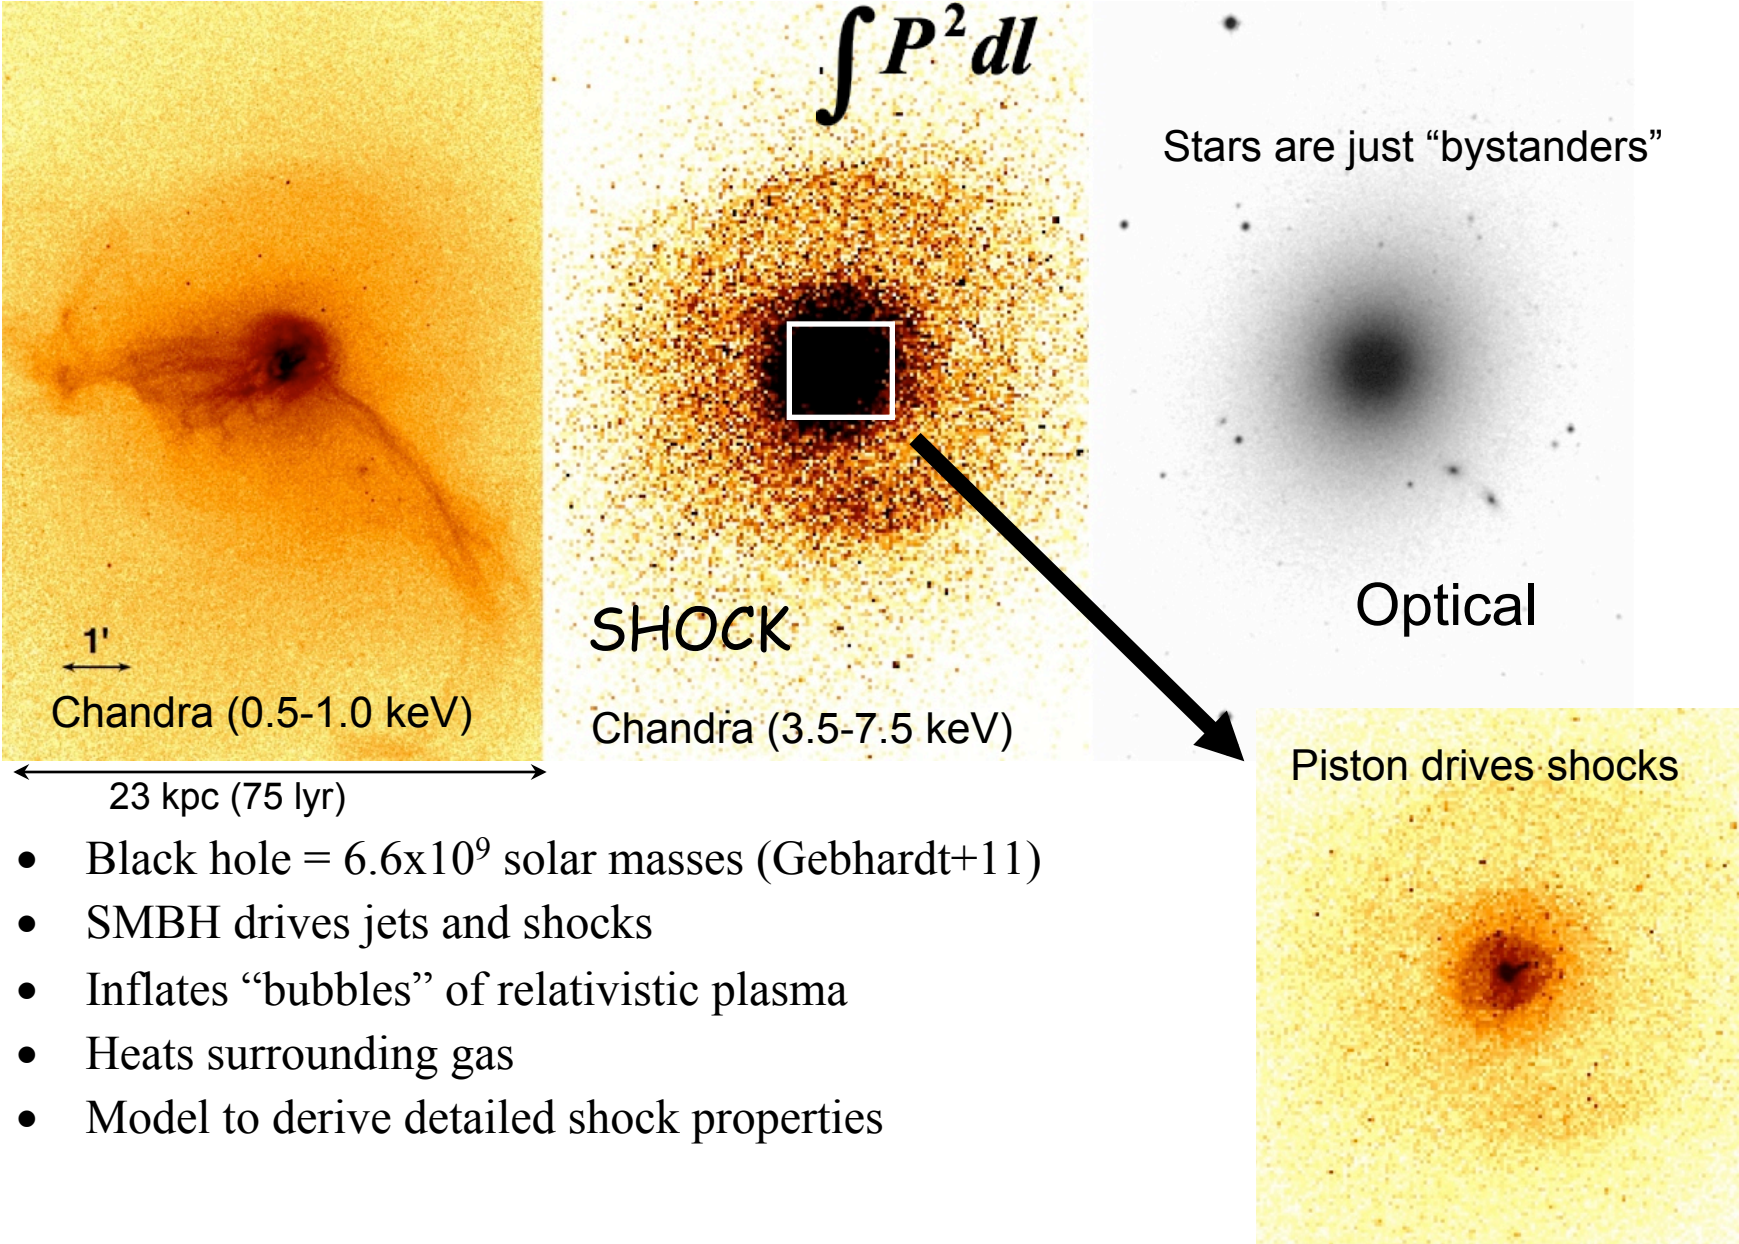 ∫ P² dl
Stars are just “bystanders”
Optical
SHOCK
1'
Chandra (0.5-1.0 keV)
Chandra (3.5-7.5 keV)
Piston drives shocks
23 kpc (75 lyr)
• Black hole = 6.6x10⁹ solar masses (Gebhardt+11)
• SMBH drives jets and shocks
• Inflates “bubbles” of relativistic plasma
• Heats surrounding gas
• Model to derive detailed shock properties